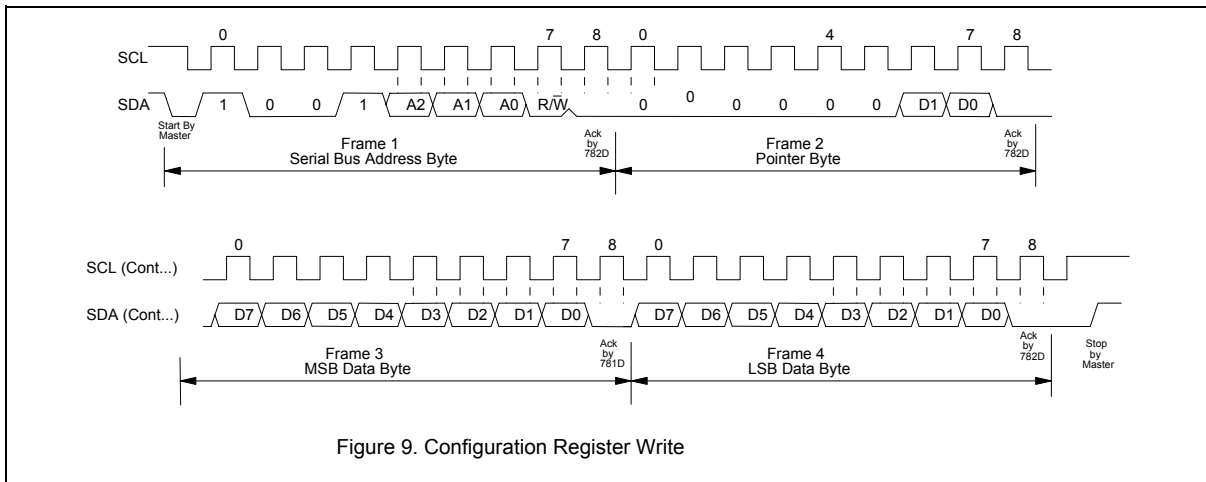 0 7 8 0 4 7 8
SCL
SDA 1 0 0 1 A2 A1 A0 R/W̅ 0 0 0 0 0 0 D1 D0
Start By
Master
Frame 1
Serial Bus Address Byte
Ack
by
782D
Frame 2
Pointer Byte
Ack
by
782D
0 7 8 0 7 8
SCL (Cont...)
SDA (Cont...) D7 D6 D5 D4 D3 D2 D1 D0 D7 D6 D5 D4 D3 D2 D1 D0
Frame 3
MSB Data Byte
Ack
by
781D
Frame 4
LSB Data Byte
Ack
by
782D
Stop
by
Master
Figure 9. Configuration Register Write